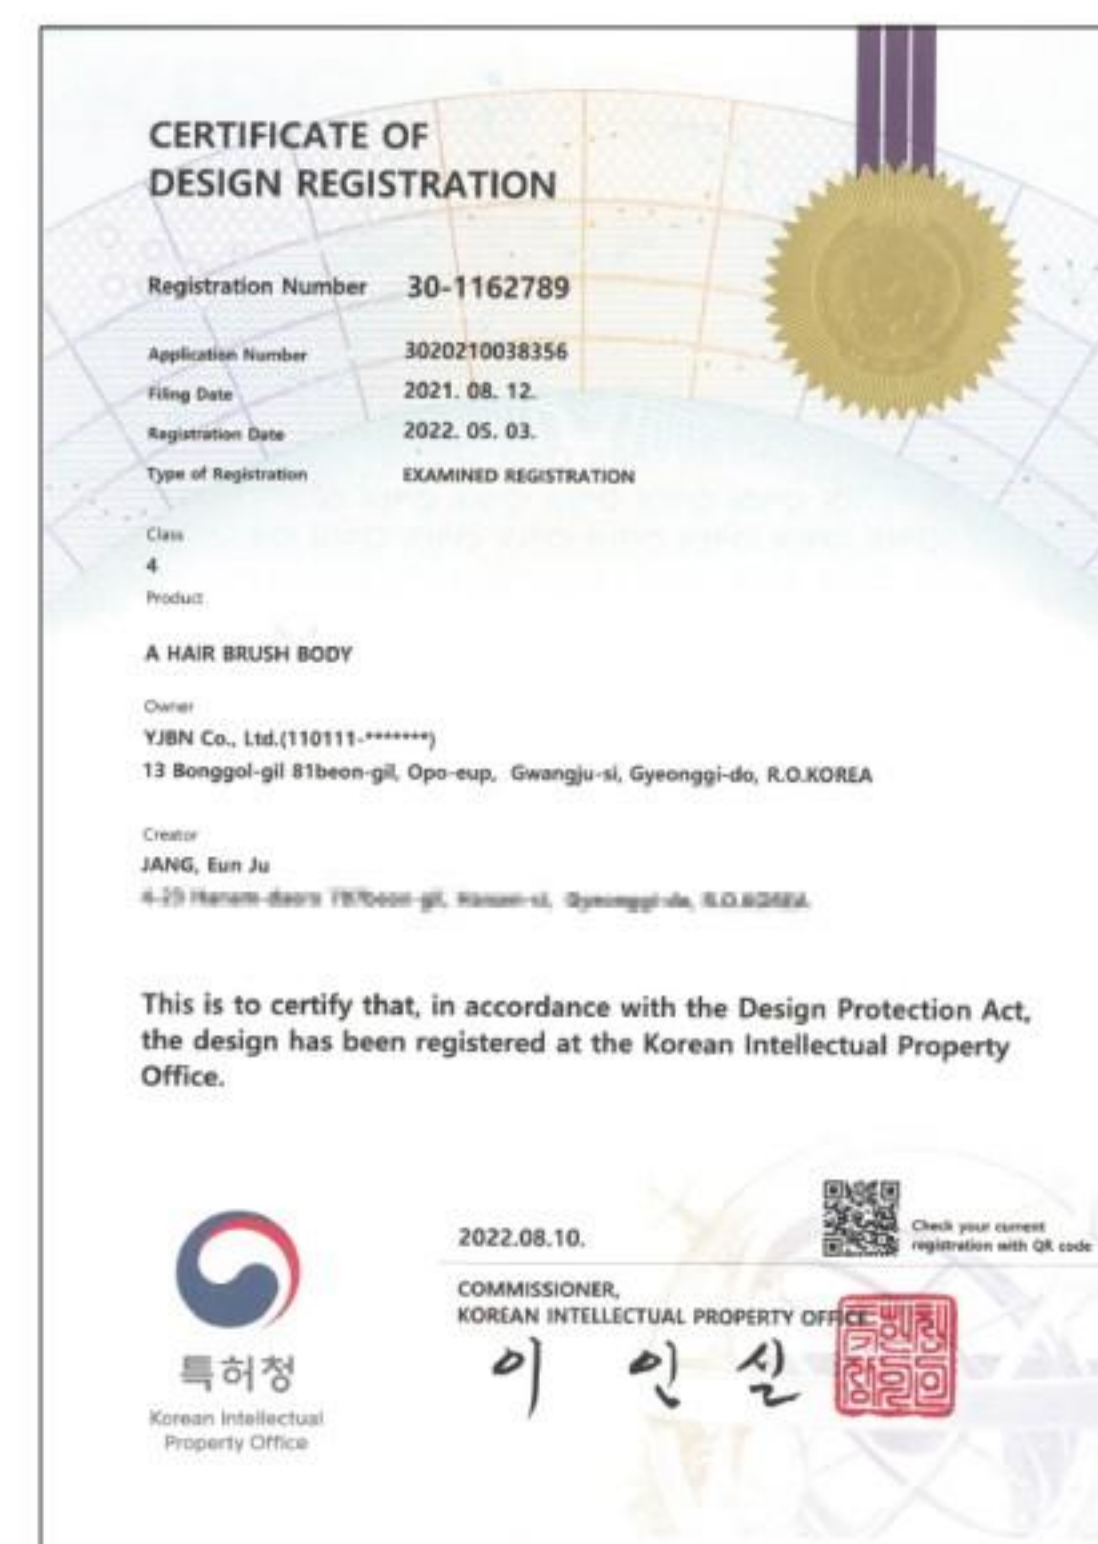 CERTIFICATE OF
DESIGN REGISTRATION
Registration Number 30-1162789
Application Number 3020210038356
Filing Date 2021. 08. 12.
Registration Date 2022. 05. 03.
Type of Registration EXAMINED REGISTRATION
Class
4
Product
A HAIR BRUSH BODY
Owner
YJBN Co., Ltd.(110111-*******)
13 Bonggol-gil 81beon-gil, Opo-eup, Gwangju-si, Gyeonggi-do, R.O.KOREA
Creator
JANG, Eun Ju
This is to certify that, in accordance with the Design Protection Act,
the design has been registered at the Korean Intellectual Property
Office.
2022.08.10.
Check your current
registration with QR code
COMMISSIONER,
KOREAN INTELLECTUAL PROPERTY OFFICE
이 인 실
특허청
Korean Intellectual
Property Office